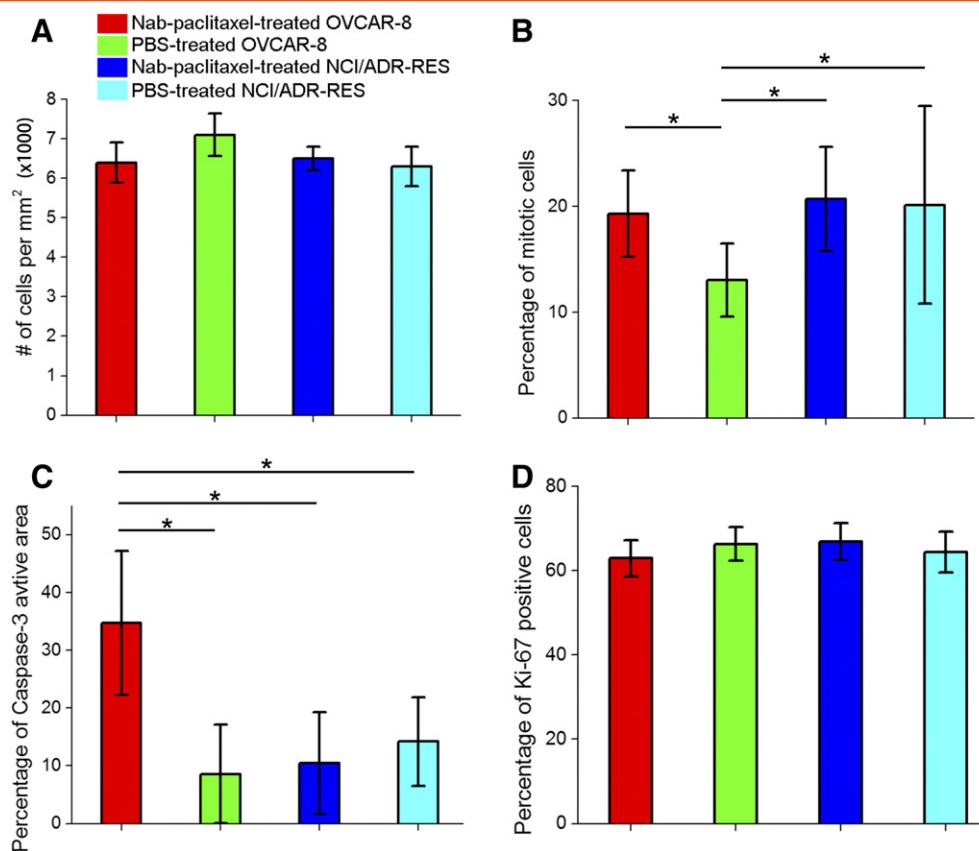 A
Nab-paclitaxel-treated OVCAR-8
PBS-treated OVCAR-8
Nab-paclitaxel-treated NCI/ADR-RES
PBS-treated NCI/ADR-RES
# of cells per mm² (x1000)
8
7
6
5
4
3
2
1
0
B
Percentage of mitotic cells
30
20
10
0
*
*
*
C
Percentage of Caspase-3 avtive area
50
40
30
20
10
0
*
*
*
D
Percentage of Ki-67 positive cells
80
60
40
20
0